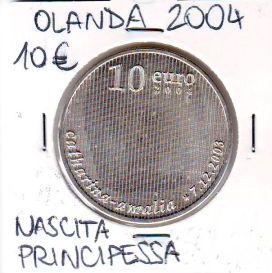 OLANDA 2004
10€
10 euro
2004
catharina-amalia *7.12.2003
NASCITA
PRINCIPESSA